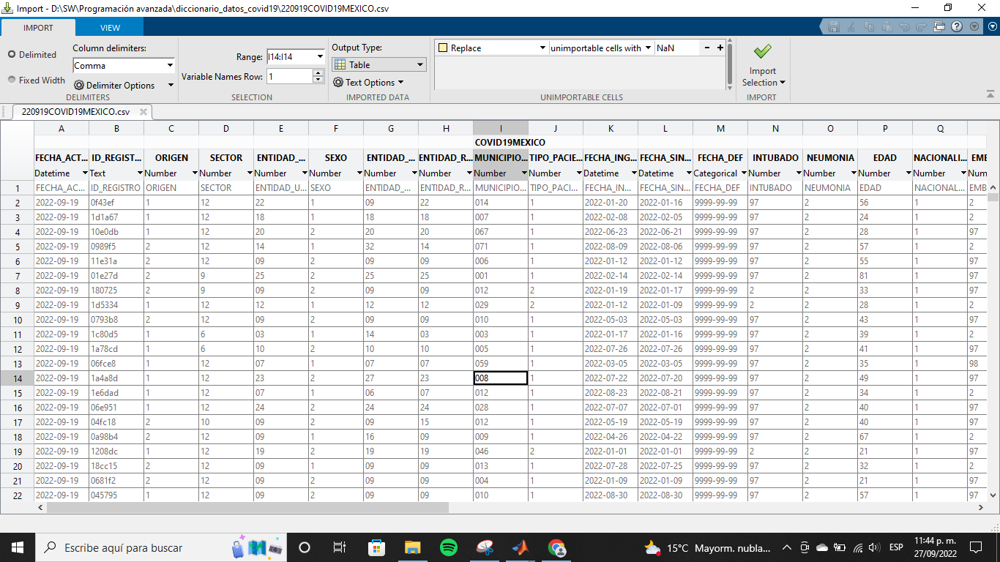 Import - D:\SW\Programación avanzada\diccionario_datos_covid19\220919COVID19MEXICO.csv
IMPORT VIEW
Delimited
Fixed Width
Column delimiters:
Comma
Delimiter Options
DELIMITERS
Range: I14:I14
Variable Names Row: 1
SELECTION
Output Type:
Table
Text Options
IMPORTED DATA
Replace unimportable cells with NaN
UNIMPORTABLE CELLS
Import
Selection
IMPORT
220919COVID19MEXICO.csv
A B C D E F G H I J K L M N O P Q
COVID19MEXICO
FECHA_ACT... ID_REGIST... ORIGEN SECTOR ENTIDAD_... SEXO ENTIDAD_... ENTIDAD_R... MUNICIPIO... TIPO_PACIE... FECHA_ING... FECHA_SIN... FECHA_DEF INTUBADO NEUMONIA EDAD NACIONALI... EMB
Datetime Text Number Number Number Number Number Number Number Number Datetime Datetime Categorical Number Number Number Number Num
1 FECHA_AC... ID_REGISTRO ORIGEN SECTOR ENTIDAD_U... SEXO ENTIDAD_... ENTIDAD_R... MUNICIPIO... TIPO_PACI... FECHA_IN... FECHA_SIN... FECHA_DEF INTUBADO NEUMONIA EDAD NACIONAL... EMB
2 2022-09-19 0f43ef 1 12 22 1 09 22 014 1 2022-01-20 2022-01-16 9999-99-99 97 2 56 1 2
3 2022-09-19 1d1a67 1 12 18 1 18 18 007 1 2022-02-08 2022-02-05 9999-99-99 97 2 24 1 2
4 2022-09-19 10e0db 1 12 20 2 20 20 067 1 2022-06-23 2022-06-21 9999-99-99 97 2 28 1 97
5 2022-09-19 0989f5 2 12 14 1 32 14 071 1 2022-08-09 2022-08-06 9999-99-99 97 2 57 1 2
6 2022-09-19 11e31a 2 12 09 2 09 09 006 1 2022-01-12 2022-01-12 9999-99-99 97 2 55 1 97
7 2022-09-19 01e27d 2 9 25 2 25 25 001 1 2022-02-14 2022-02-14 9999-99-99 97 2 81 1 97
8 2022-09-19 180725 2 9 09 2 09 09 012 2 2022-01-19 2022-01-17 9999-99-99 2 2 33 1 97
9 2022-09-19 1d5334 1 12 12 1 12 12 029 2 2022-01-12 2022-01-09 9999-99-99 2 2 28 1 2
10 2022-09-19 0793b8 2 12 09 2 09 09 010 1 2022-05-03 2022-05-03 9999-99-99 97 2 43 1 97
11 2022-09-19 1c80d5 1 6 03 1 14 03 003 1 2022-01-17 2022-01-16 9999-99-99 97 2 39 1 2
12 2022-09-19 1a78cd 1 6 10 2 10 10 005 1 2022-07-26 2022-07-26 9999-99-99 97 2 41 1 97
13 2022-09-19 06fce8 1 12 07 1 07 07 059 1 2022-03-05 2022-03-05 9999-99-99 97 2 35 1 98
14 2022-09-19 1a4a8d 1 12 23 2 27 23 008 1 2022-07-22 2022-07-20 9999-99-99 97 2 49 1 97
15 2022-09-19 1e6dad 1 12 07 1 06 07 012 1 2022-08-23 2022-08-21 9999-99-99 97 2 34 1 2
16 2022-09-19 06e951 1 12 24 2 24 24 028 1 2022-07-07 2022-07-01 9999-99-99 97 2 40 1 97
17 2022-09-19 04fc18 2 10 09 2 09 15 012 1 2022-05-19 2022-05-19 9999-99-99 97 2 40 1 97
18 2022-09-19 0a98b4 2 12 09 1 16 09 009 1 2022-04-26 2022-04-22 9999-99-99 97 2 67 1 2
19 2022-09-19 1208dc 1 12 19 2 19 19 046 2 2022-01-01 2022-01-01 9999-99-99 2 2 21 1 97
20 2022-09-19 18cc15 2 12 09 1 09 09 013 1 2022-07-28 2022-07-25 9999-99-99 97 2 32 1 2
21 2022-09-19 0681f2 2 12 09 2 09 09 004 1 2022-01-09 2022-01-09 9999-99-99 97 2 21 1 97
22 2022-09-19 045795 1 12 09 2 09 09 010 1 2022-08-30 2022-08-30 9999-99-99 97 2 57 1 97
Escribe aquí para buscar
15°C Mayorm. nubla...
ESP
11:44 p. m.
27/09/2022